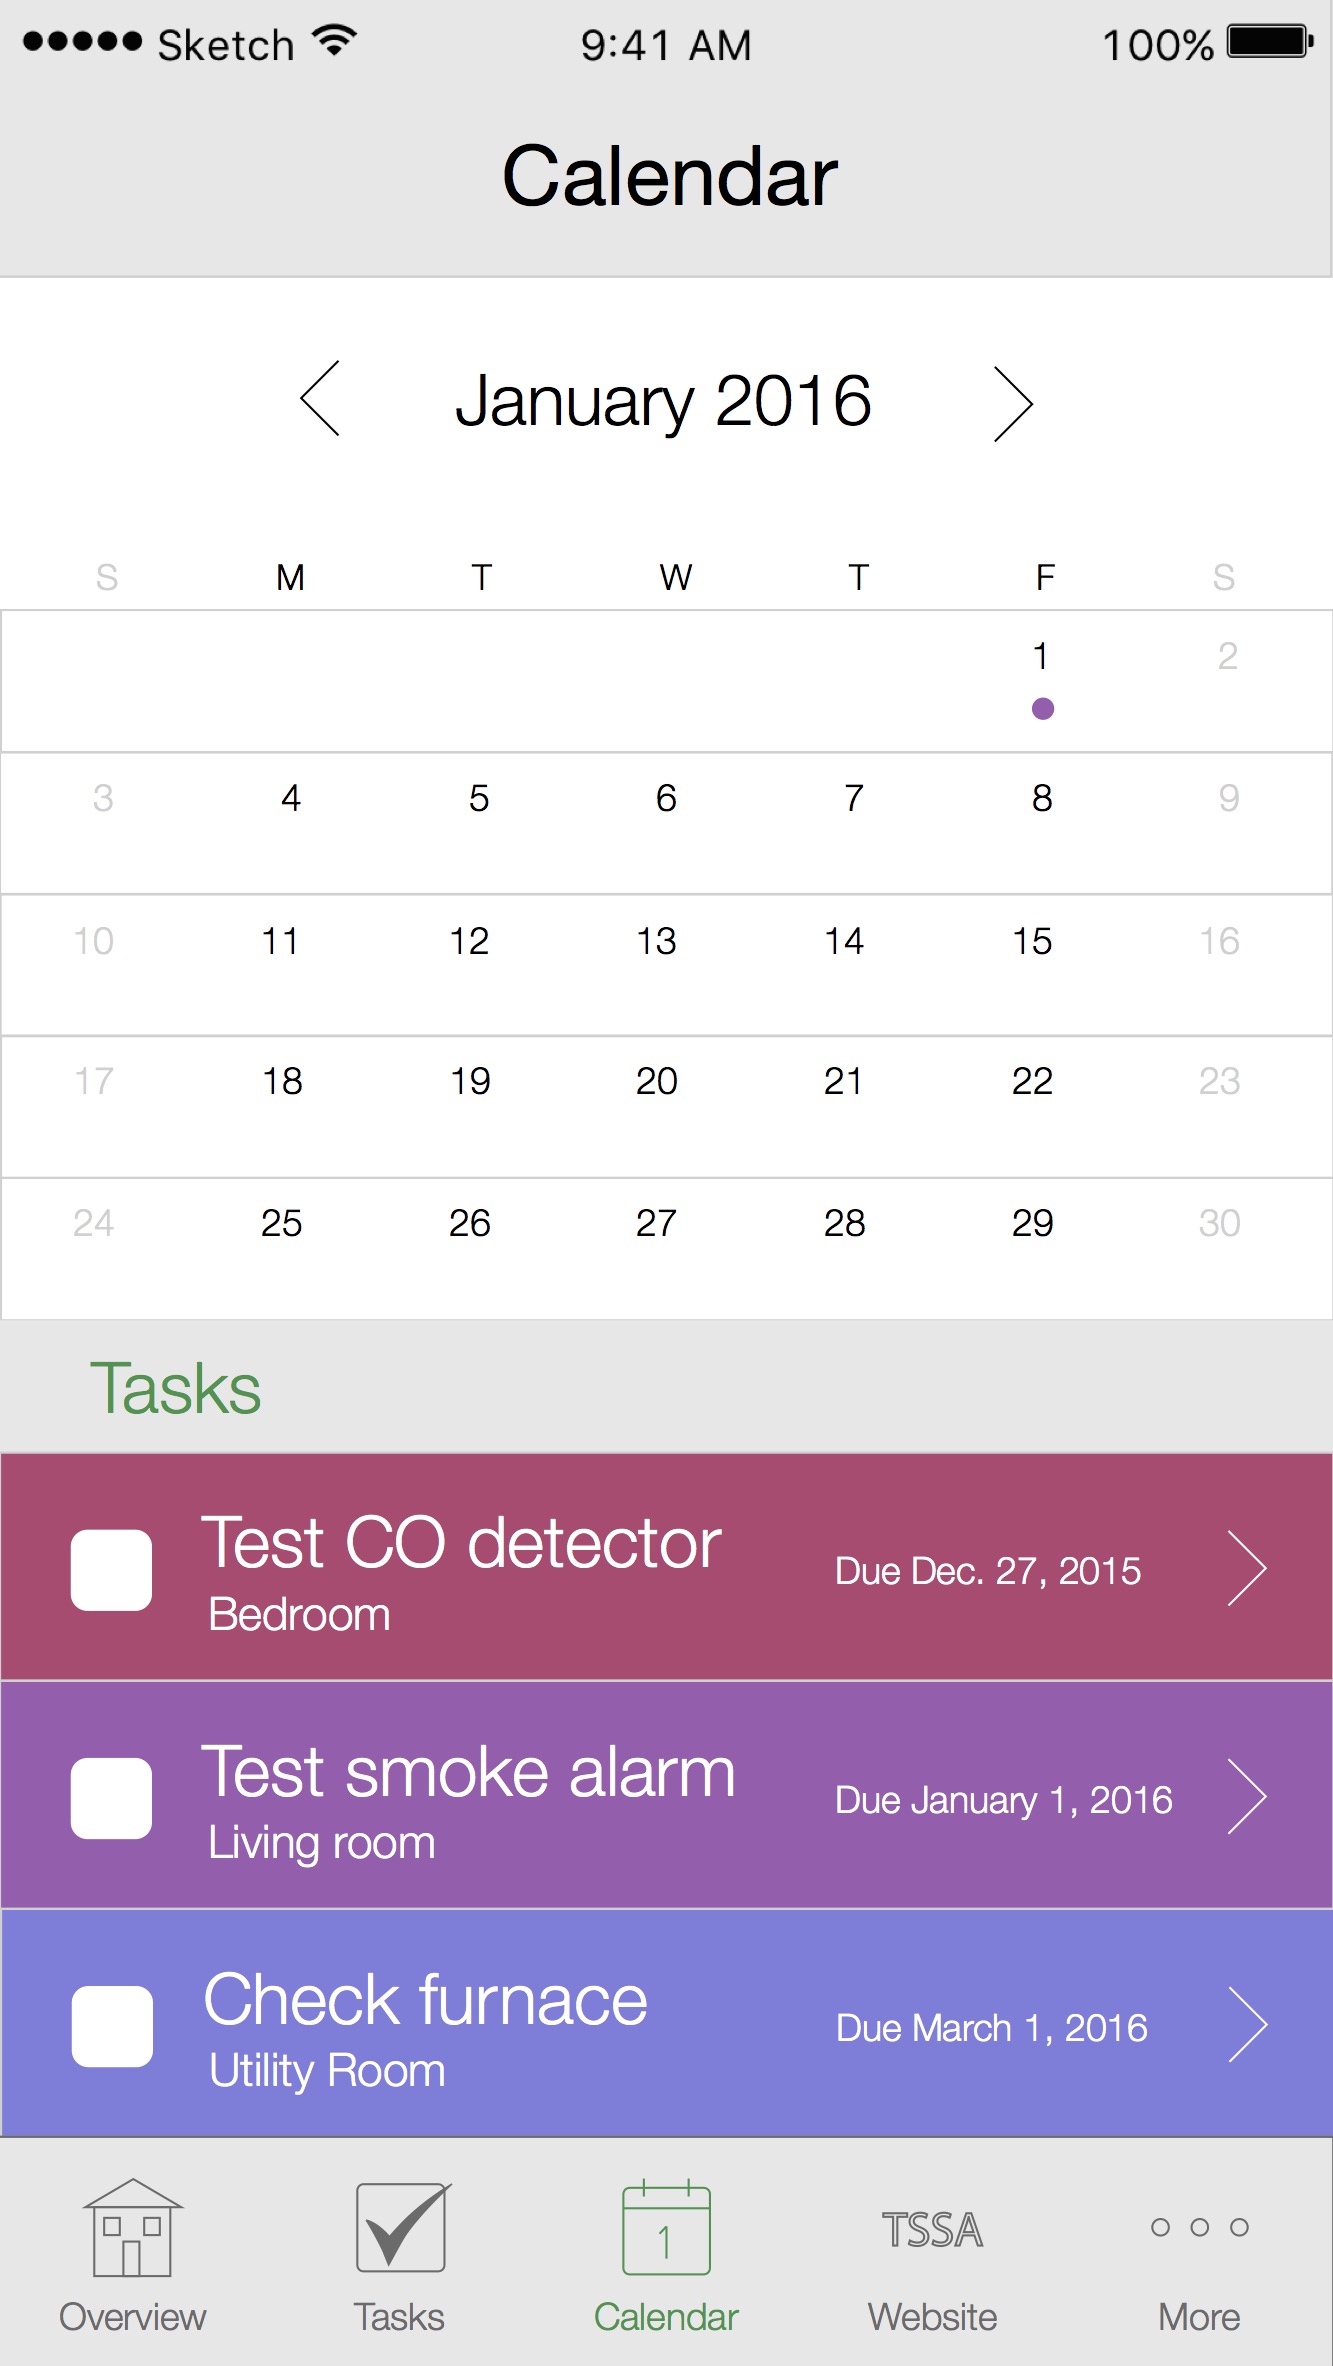 Sketch 9:41 AM 100%
Calendar
January 2016
S M T W T F S
1 2
3 4 5 6 7 8 9
10 11 12 13 14 15 16
17 18 19 20 21 22 23
24 25 26 27 28 29 30
Tasks
Test CO detector
Bedroom
Due Dec. 27, 2015
Test smoke alarm
Living room
Due January 1, 2016
Check furnace
Utility Room
Due March 1, 2016
1 TSSA
Overview Tasks Calendar Website More